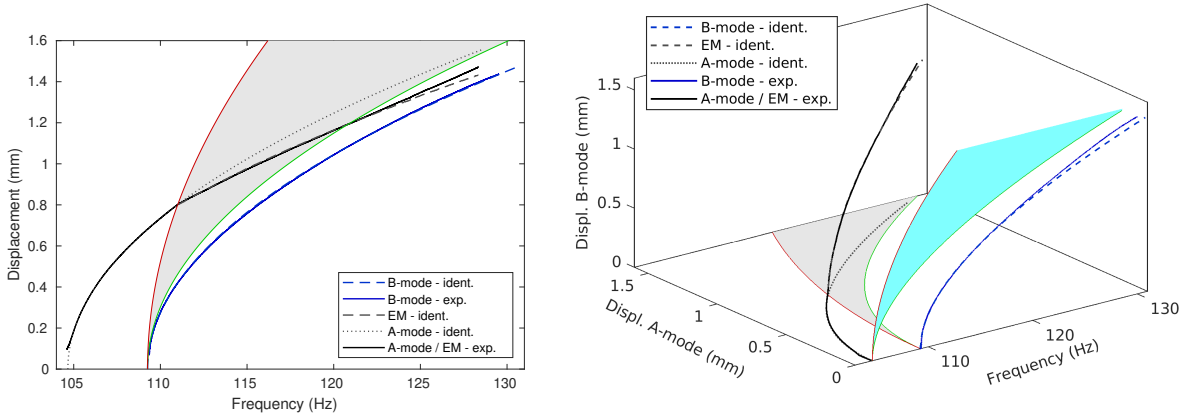 1.6
1.4
1.2
1
0.8
0.6
0.4
0.2
0
Displacement (mm)
105
110
115
120
125
130
Frequency (Hz)
B-mode - ident.
B-mode - exp.
EM - ident.
A-mode - ident.
A-mode / EM - exp.
B-mode - ident.
EM - ident.
A-mode - ident.
B-mode - exp.
A-mode / EM - exp.
1.5
1
0.5
0
Displ. B-mode (mm)
1.5
1
0.5
0
Displ. A-mode (mm)
110
120
130
Frequency (Hz)